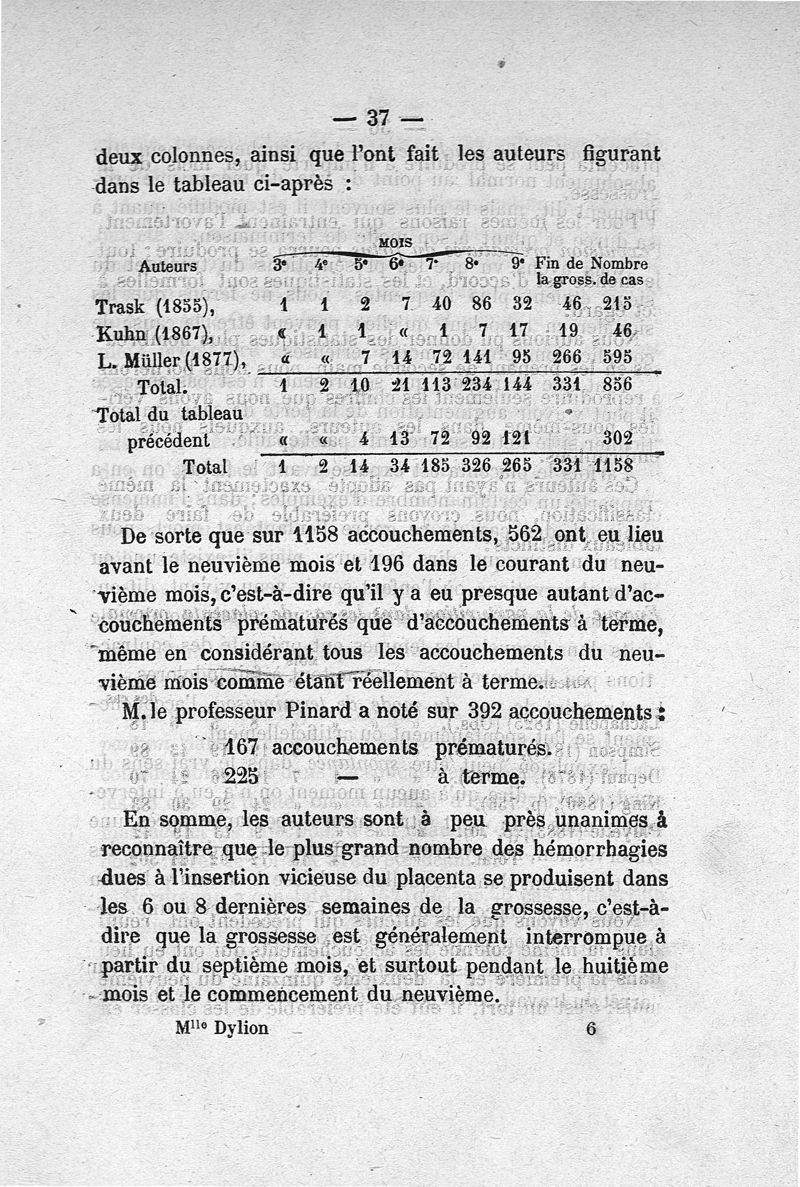 — 37 —
deux colonnes, ainsi que l'ont fait les auteurs figurant
dans le tableau ci-après :
MOIS
Auteurs 3e 4e 5e 6e 7e 8e 9e Fin de Nombre
la gross. de cas
Trask (1855), 1 1 2 7 40 86 32 46 215
Kuhn (1867), « 1 1 « 1 7 17 19 46
L. Müller (1877), « « 7 14 72 141 95 266 595
Total. 1 2 10 21 113 234 144 331 856
Total du tableau
précédent « « 4 13 72 92 121 302
Total 1 2 14 34 185 326 265 331 1158
De sorte que sur 1158 accouchements, 562 ont eu lieu
avant le neuvième mois et 196 dans le courant du neu-
vième mois, c'est-à-dire qu'il y a eu presque autant d'ac-
couchements prématurés que d'accouchements à terme,
même en considérant tous les accouchements du neu-
vième mois comme étant réellement à terme.
M. le professeur Pinard a noté sur 392 accouchements :
167 accouchements prématurés.
225 — à terme.
En somme, les auteurs sont à peu près unanimes à
reconnaître que le plus grand nombre des hémorrhagies
dues à l'insertion vicieuse du placenta se produisent dans
les 6 ou 8 dernières semaines de la grossesse, c'est-à-
dire que la grossesse est généralement interrompue à
partir du septième mois, et surtout pendant le huitième
mois et le commencement du neuvième.
Mlle Dylion 6